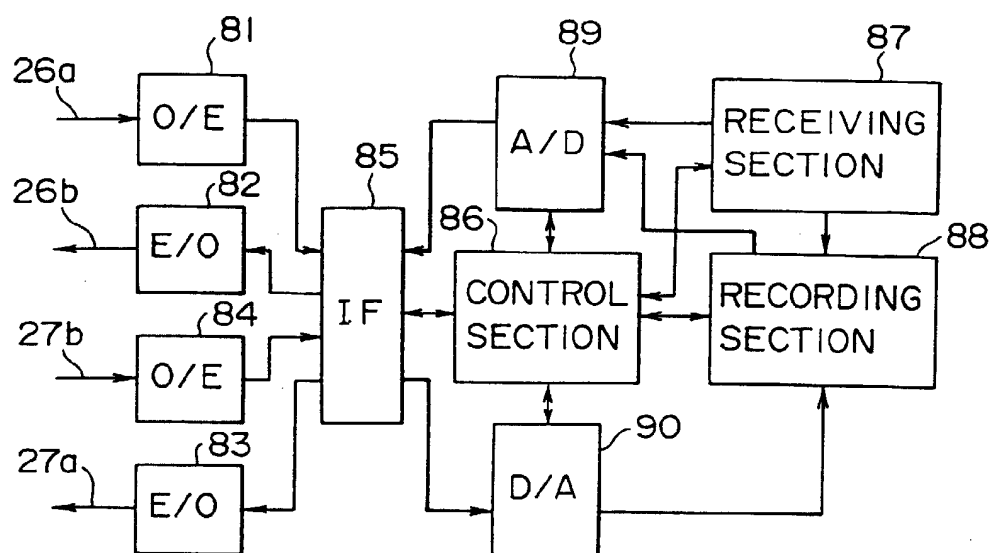 81
89
87
26a
O/E
A/D
RECEIVING
SECTION
85
26b
82
E/O
86
88
IF
CONTROL
SECTION
RECORDING
SECTION
27b
84
O/E
90
27a
83
E/O
D/A